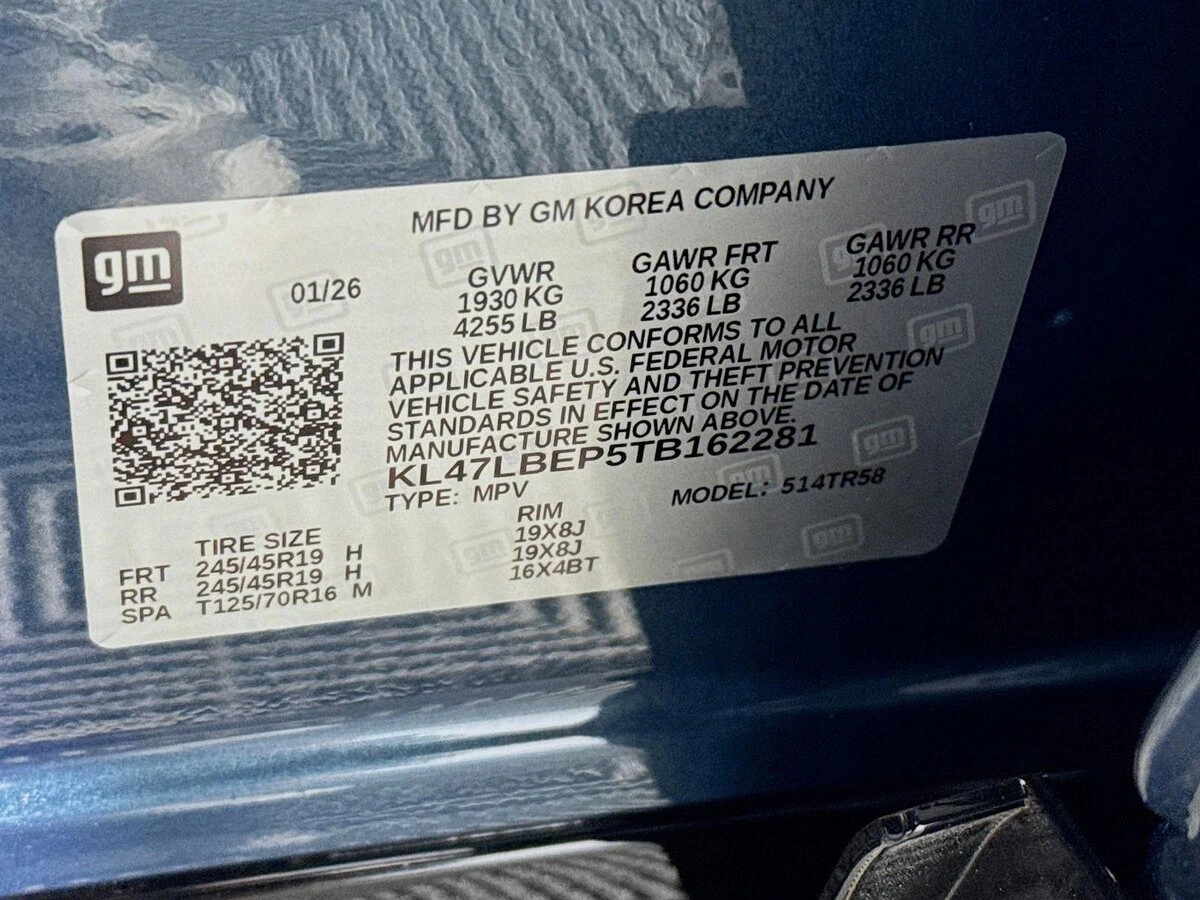 MFD BY GM KOREA COMPANY
gm
01/26
GVWR
1930 KG
4255 LB
GAWR FRT
1060 KG
2336 LB
GAWR RR
1060 KG
2336 LB
THIS VEHICLE CONFORMS TO ALL
APPLICABLE U.S. FEDERAL MOTOR
VEHICLE SAFETY AND THEFT PREVENTION
STANDARDS IN EFFECT ON THE DATE OF
MANUFACTURE SHOWN ABOVE.
KL47LBEP5TB162281
TYPE: MPV MODEL: 514TR58
TIRE SIZE RIM
FRT 245/45R19 H 19X8J
RR 245/45R19 H 19X8J
SPA T125/70R16 M 16X4BT